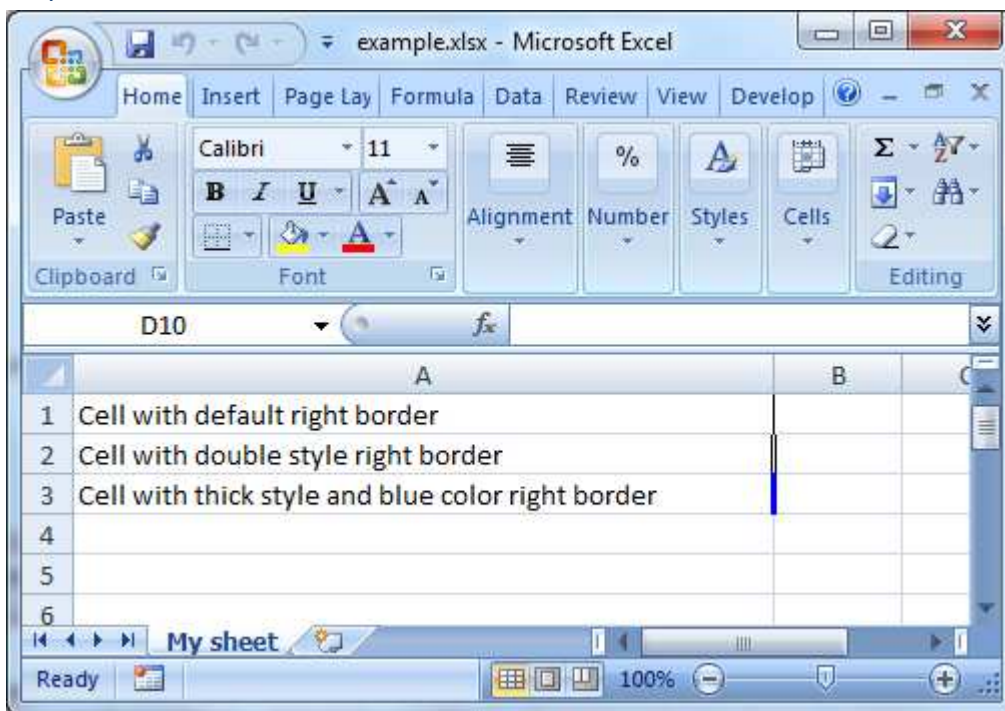 example.xlsx - Microsoft Excel
Home Insert Page Lay Formula Data Review View Develop
Paste
Calibri 11
B I U A A
A
Alignment Number Styles Cells
%
Σ
A
Z
Clipboard Font Editing
D10 fx
A B C
1 Cell with default right border
2 Cell with double style right border
3 Cell with thick style and blue color right border
4
5
6
My sheet
Ready 100%